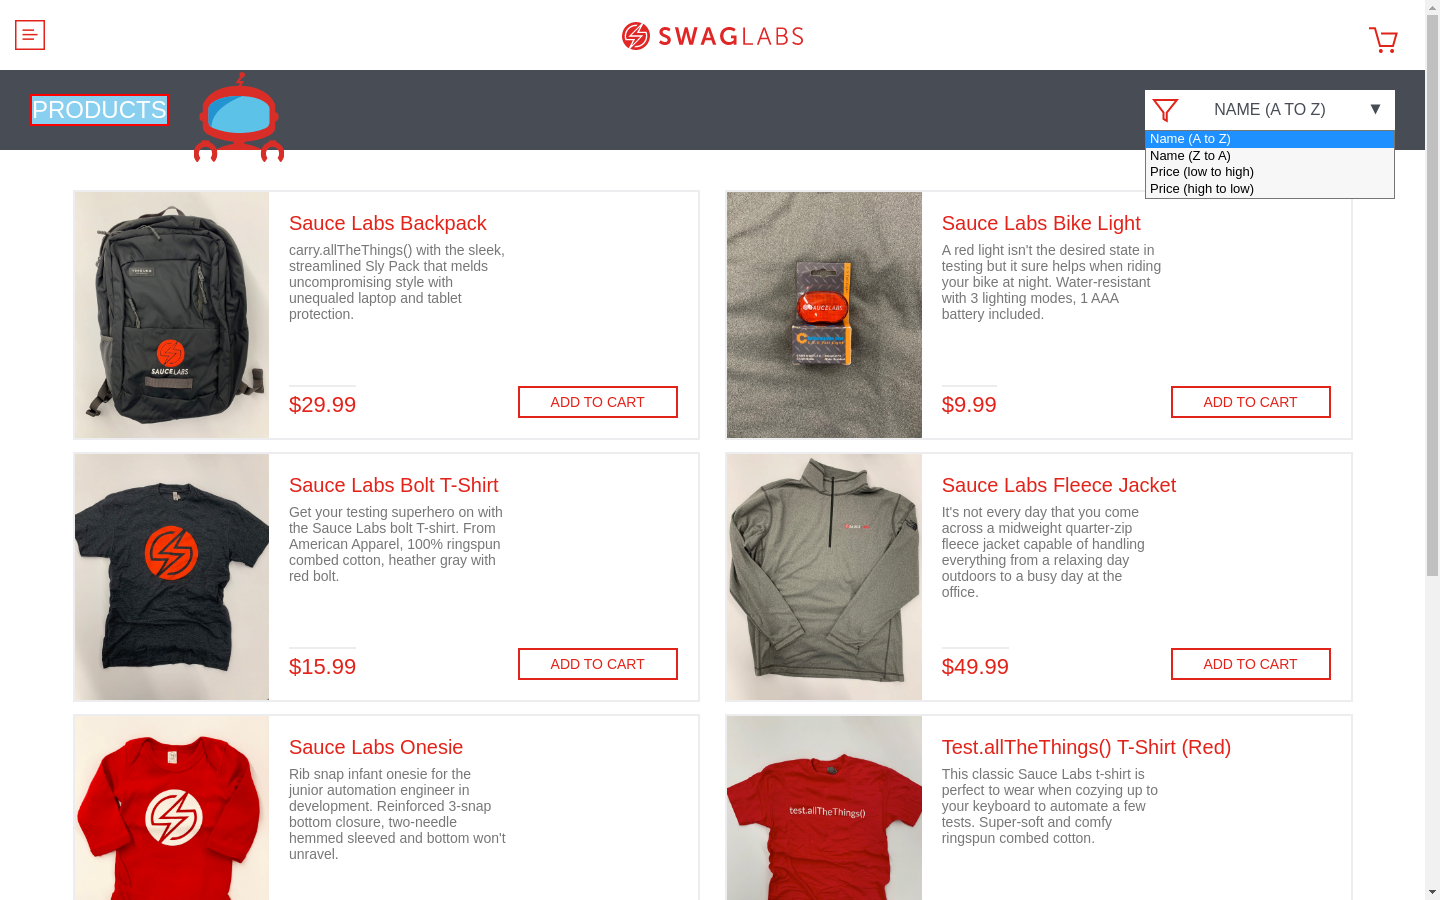 SWAGLABS
PRODUCTS
NAME (A TO Z) ▼
Name (A to Z)
Name (Z to A)
Price (low to high)
Price (high to low)
Sauce Labs Backpack
carry.allTheThings() with the sleek,
streamlined Sly Pack that melds
uncompromising style with
unequaled laptop and tablet
protection.
$29.99
ADD TO CART
SAUCELABS
Sauce Labs Bike Light
A red light isn't the desired state in
testing but it sure helps when riding
your bike at night. Water-resistant
with 3 lighting modes, 1 AAA
battery included.
$9.99
ADD TO CART
SAUCELABS
Sauce Labs Bolt T-Shirt
Get your testing superhero on with
the Sauce Labs bolt T-shirt. From
American Apparel, 100% ringspun
combed cotton, heather gray with
red bolt.
$15.99
ADD TO CART
Sauce Labs Fleece Jacket
It's not every day that you come
across a midweight quarter-zip
fleece jacket capable of handling
everything from a relaxing day
outdoors to a busy day at the
office.
$49.99
ADD TO CART
Sauce Labs Onesie
Rib snap infant onesie for the
junior automation engineer in
development. Reinforced 3-snap
bottom closure, two-needle
hemmed sleeved and bottom won't
unravel.
Test.allTheThings() T-Shirt (Red)
This classic Sauce Labs t-shirt is
perfect to wear when cozying up to
your keyboard to automate a few
tests. Super-soft and comfy
ringspun combed cotton.
test.allTheThings()